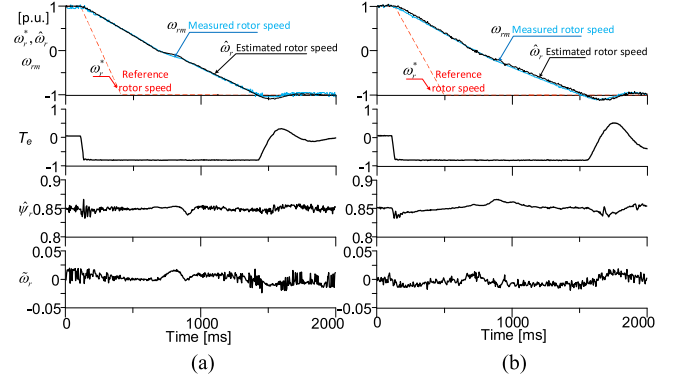 1
[p.u.]
ω*r, ω̂r
ωrm
0
-1
ωrm Measured rotor speed
ω̂r Estimated rotor speed
ω*r
Reference
rotor speed
1
Te
0
-1
0.9
ψ̂r
0.85
0.8
0.05
ω̃r
0
-0.05
0 1000 2000
Time [ms]
(a)
1
0
-1
ωrm Measured rotor speed
ω̂r
Estimated rotor speed
ω*r
Reference
rotor speed
1
0
-1
0.9
0.85
0.8
0.05
0
-0.05
0 1000 2000
Time [ms]
(b)